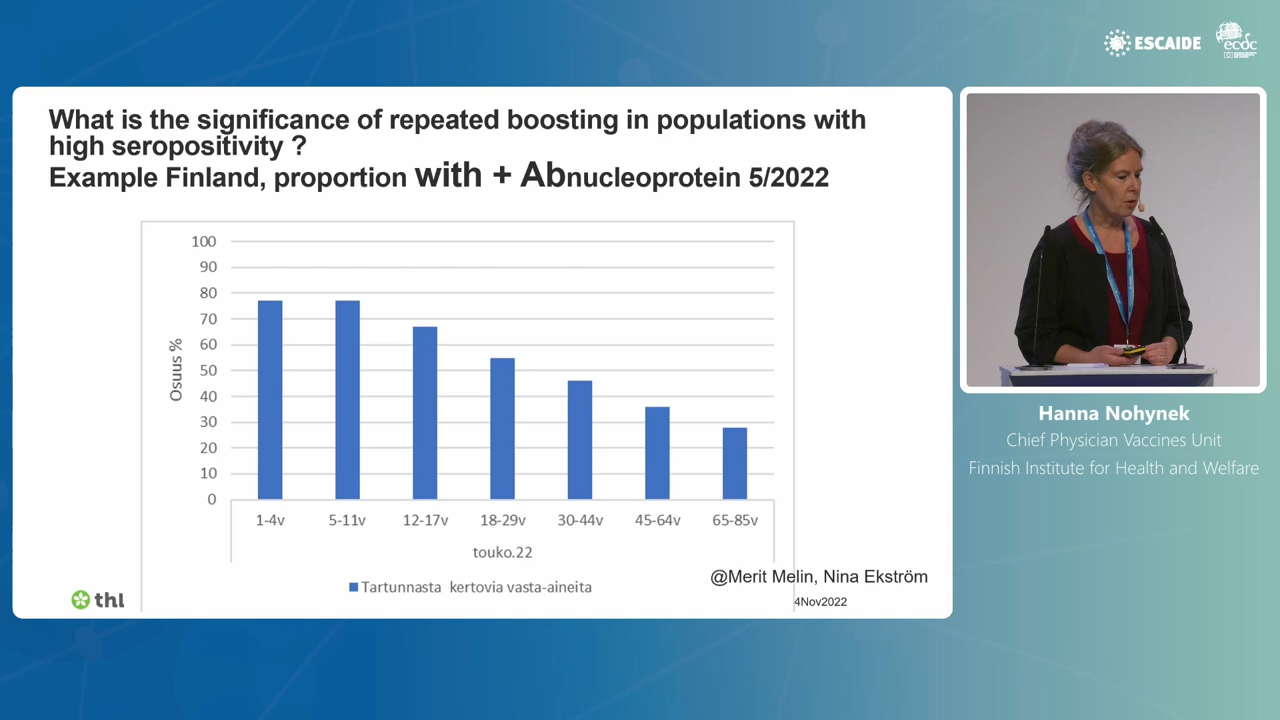 ESCAIDE
ecdc
What is the significance of repeated boosting in populations with
high seropositivity ?
Example Finland, proportion with + Abnucleoprotein 5/2022
100
90
80
70
60
50
40
30
20
10
0
Osuus %
1-4v 5-11v 12-17v 18-29v 30-44v 45-64v 65-85v
touko.22
Tartunnasta kertovia vasta-aineita
@Merit Melin, Nina Ekström
4Nov2022
thl
Hanna Nohynek
Chief Physician Vaccines Unit
Finnish Institute for Health and Welfare